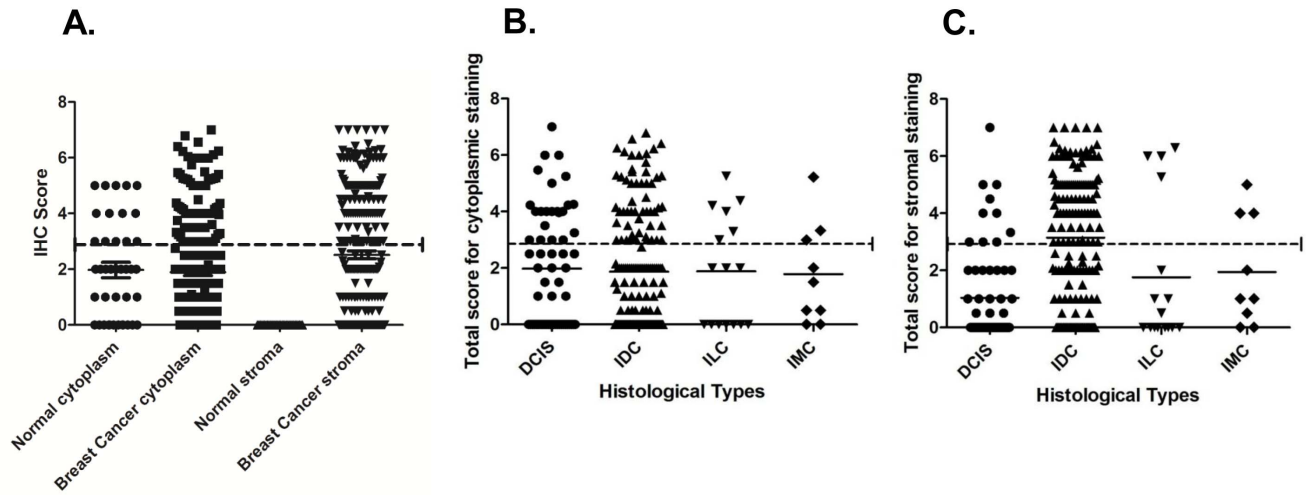 A.
IHC Score
8
6
4
2
0
Normal cytoplasm
Breast Cancer cytoplasm
Normal stroma
Breast Cancer stroma
B.
Total score for cytoplasmic staining
8
6
4
2
0
DCIS
IDC
ILC
IMC
Histological Types
C.
Total score for stromal staining
8
6
4
2
0
DCIS
IDC
ILC
IMC
Histological Types